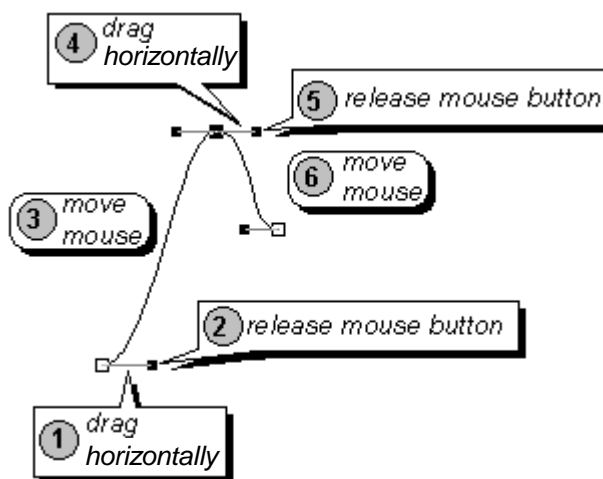 4 drag
horizontally
5 release mouse button
6 move
mouse
3 move
mouse
2 release mouse button
1 drag
horizontally